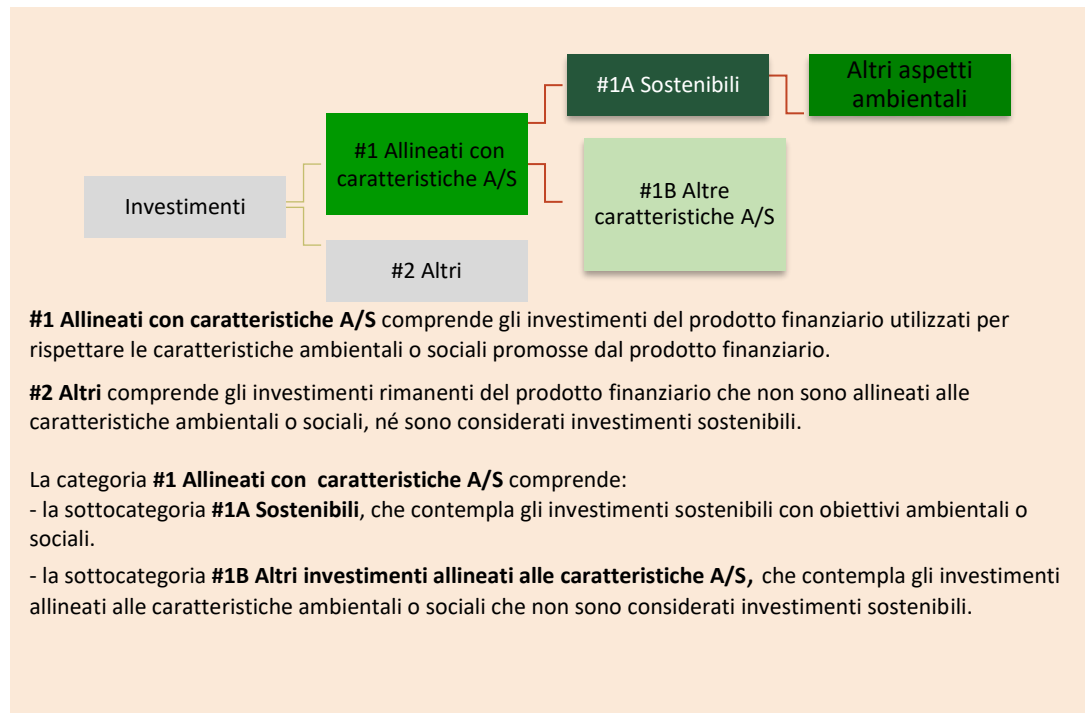 #1A Sostenibili
Altri aspetti
ambientali
#1 Allineati con
caratteristiche A/S
#1B Altre
caratteristiche A/S
Investimenti
#2 Altri
#1 Allineati con caratteristiche A/S comprende gli investimenti del prodotto finanziario utilizzati per
rispettare le caratteristiche ambientali o sociali promosse dal prodotto finanziario.
#2 Altri comprende gli investimenti rimanenti del prodotto finanziario che non sono allineati alle
caratteristiche ambientali o sociali, né sono considerati investimenti sostenibili.
La categoria #1 Allineati con caratteristiche A/S comprende:
- la sottocategoria #1A Sostenibili, che contempla gli investimenti sostenibili con obiettivi ambientali o
sociali.
- la sottocategoria #1B Altri investimenti allineati alle caratteristiche A/S, che contempla gli investimenti
allineati alle caratteristiche ambientali o sociali che non sono considerati investimenti sostenibili.